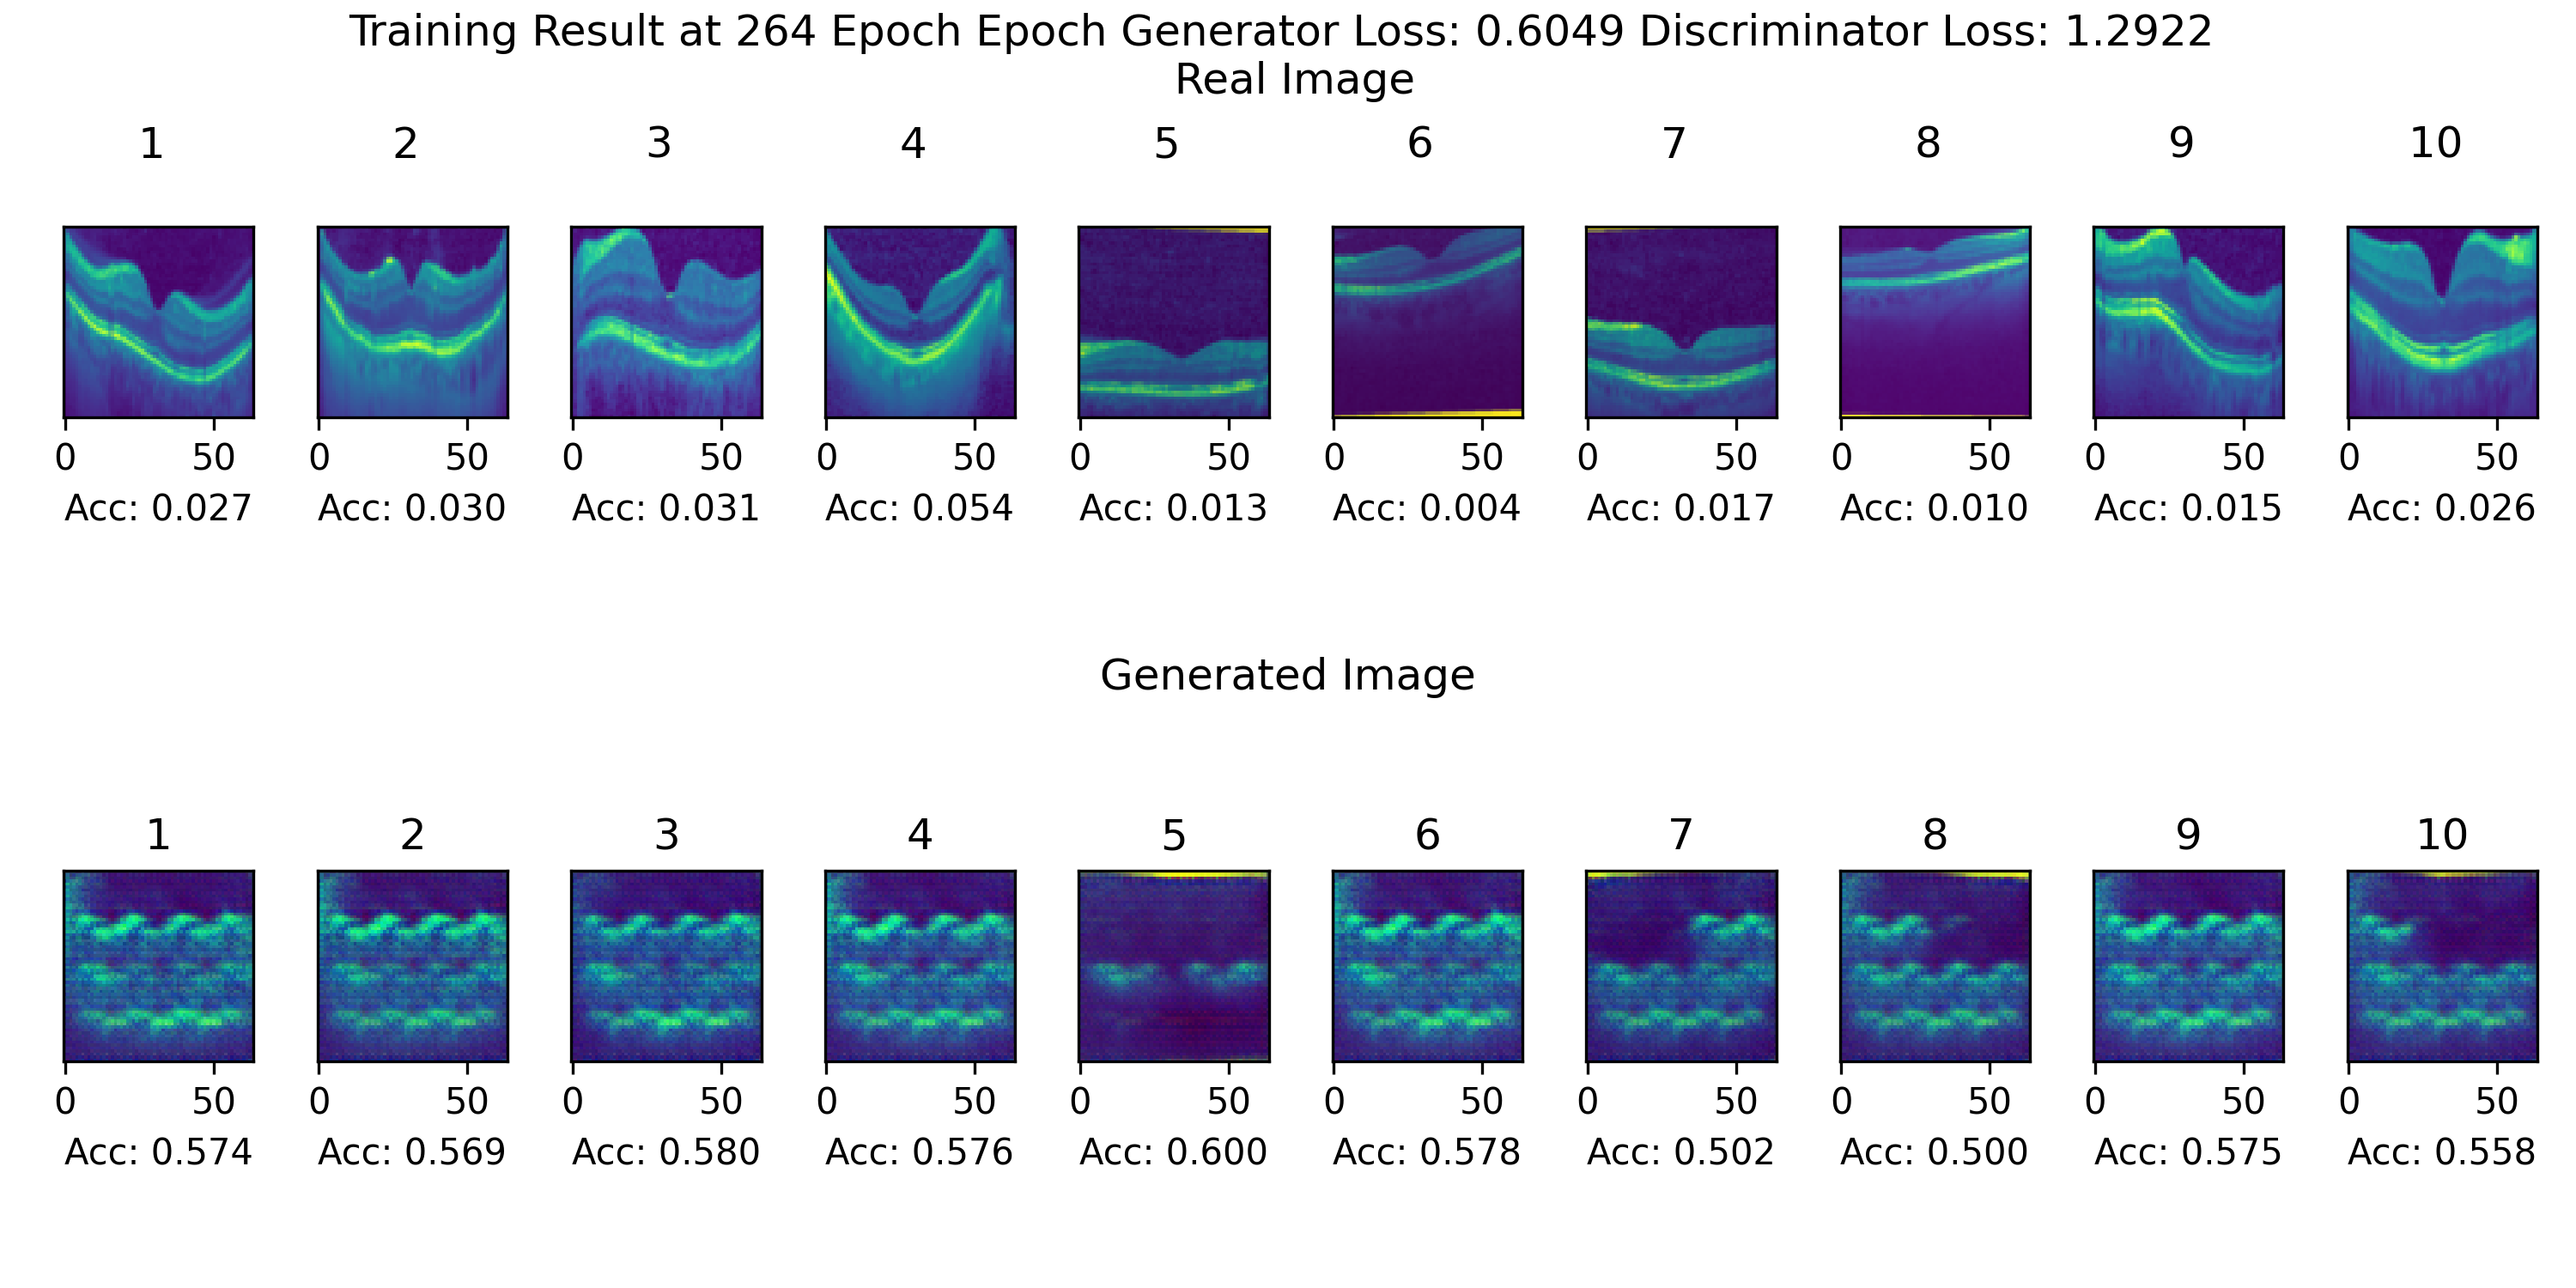 Training Result at 264 Epoch Epoch Generator Loss: 0.6049 Discriminator Loss: 1.2922
Real Image
1 2 3 4 5 6 7 8 9 10
0 50 0 50 0 50 0 50 0 50 0 50 0 50 0 50 0 50 0 50
Acc: 0.027 Acc: 0.030 Acc: 0.031 Acc: 0.054 Acc: 0.013 Acc: 0.004 Acc: 0.017 Acc: 0.010 Acc: 0.015 Acc: 0.026
Generated Image
1 2 3 4 5 6 7 8 9 10
0 50 0 50 0 50 0 50 0 50 0 50 0 50 0 50 0 50 0 50
Acc: 0.574 Acc: 0.569 Acc: 0.580 Acc: 0.576 Acc: 0.600 Acc: 0.578 Acc: 0.502 Acc: 0.500 Acc: 0.575 Acc: 0.558